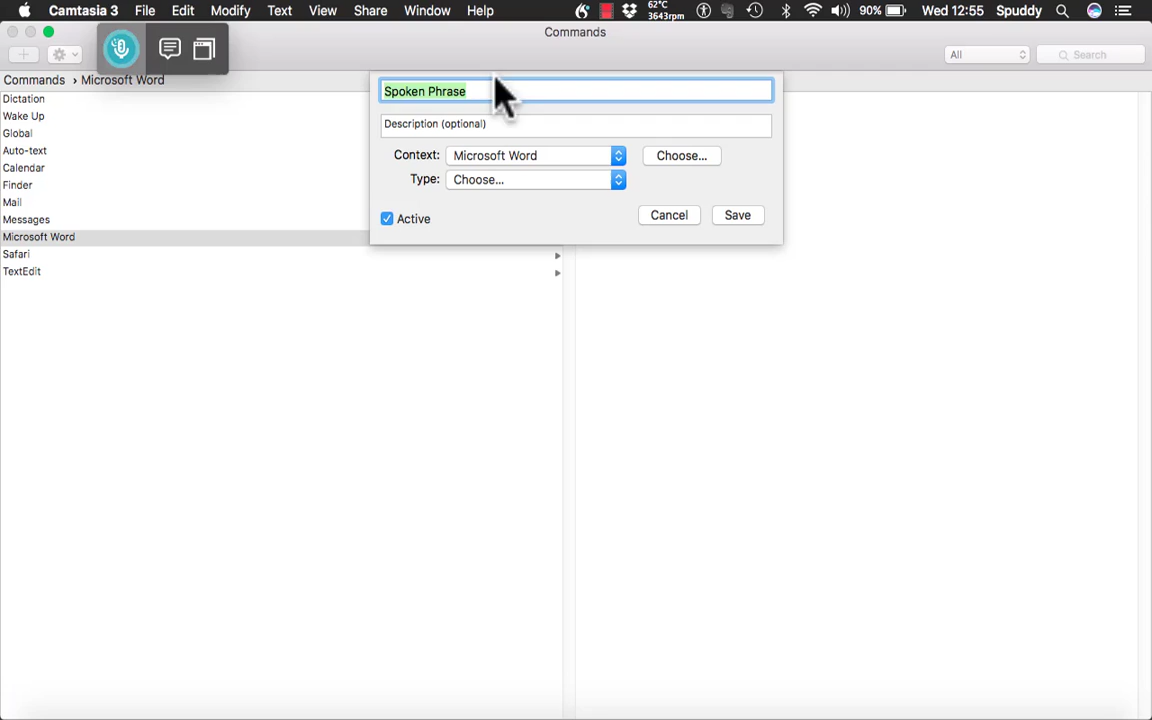 Camtasia 3 File Edit Modify Text View Share Window Help 62°C 3643rpm 90% Wed 12:55 Spuddy
Commands
All Search
Commands › Microsoft Word
Dictation
Wake Up
Global
Auto-text
Calendar
Finder
Mail
Messages
Microsoft Word
Safari
TextEdit
Spoken Phrase
Description (optional)
Context: Microsoft Word Choose...
Type: Choose...
Active Cancel Save